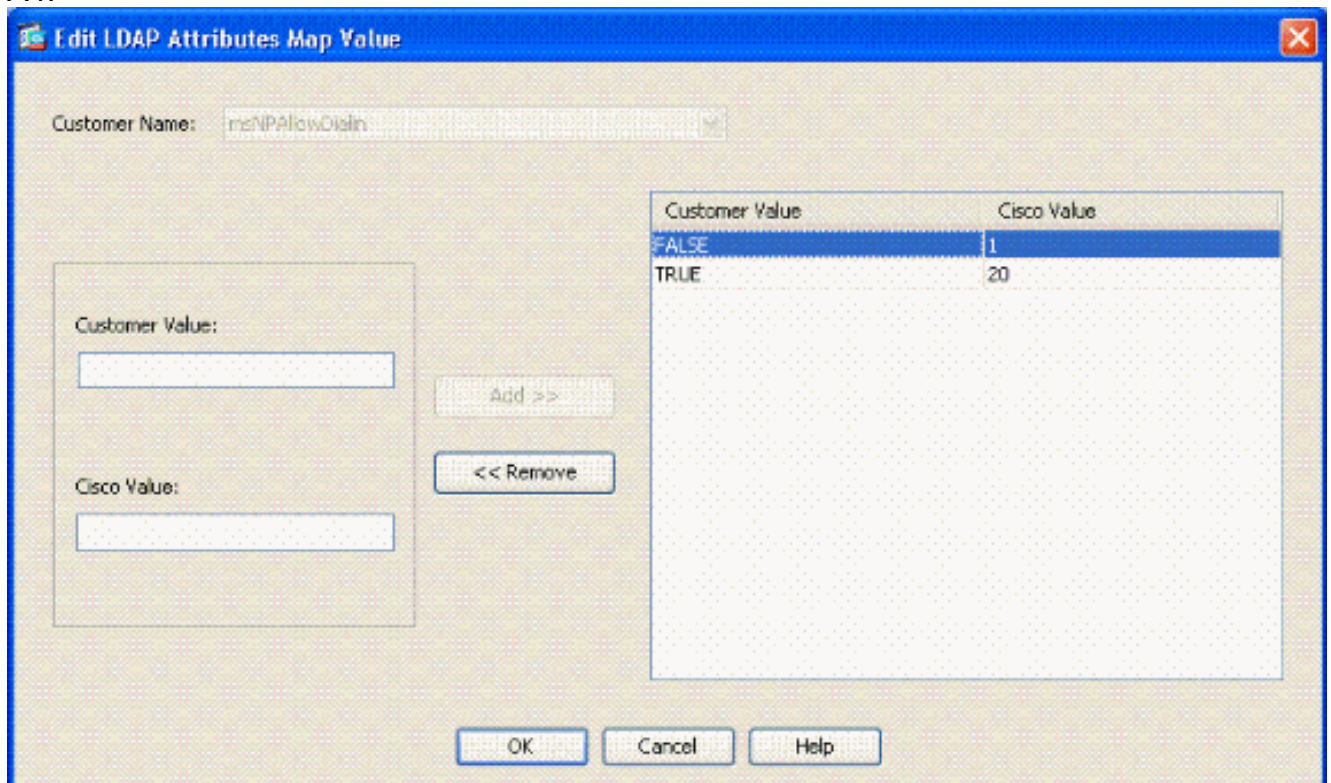 Edit LDAP Attributes Map Value
Customer Name: msNPAllowDialin
Customer Value Cisco Value
FALSE 1
TRUE 20
Customer Value:
Add >>
<< Remove
Cisco Value:
OK Cancel Help